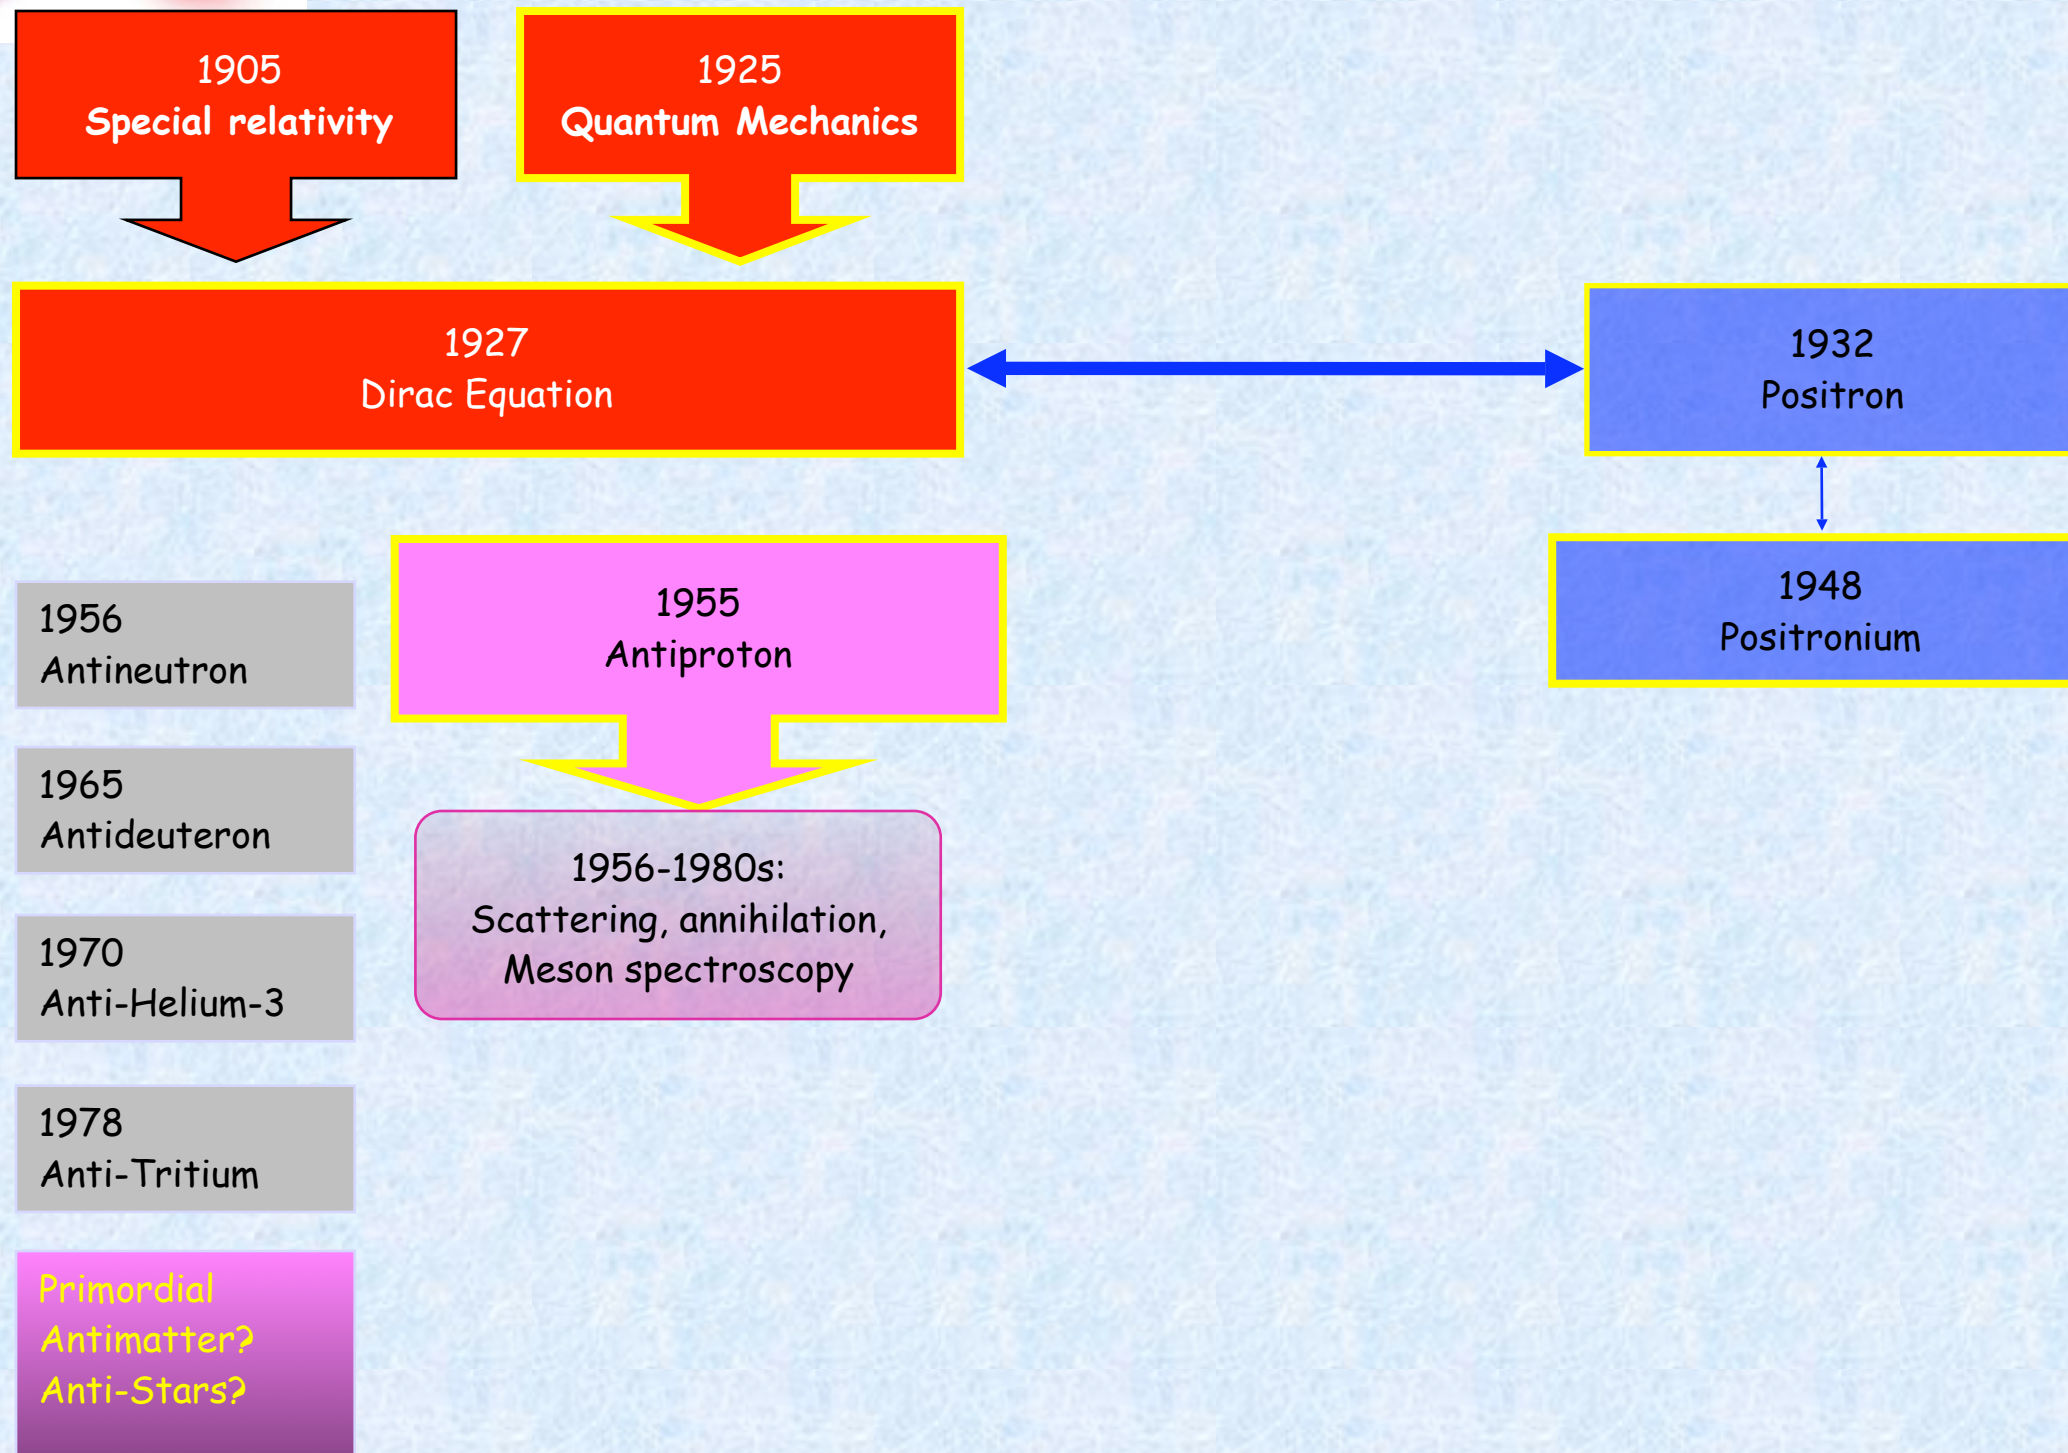 1905
Special relativity
1925
Quantum Mechanics
1927
Dirac Equation
1932
Positron
1948
Positronium
1955
Antiproton
1956-1980s:
Scattering, annihilation,
Meson spectroscopy
1956
Antineutron
1965
Antideuteron
1970
Anti-Helium-3
1978
Anti-Tritium
Primordial
Antimatter?
Anti-Stars?